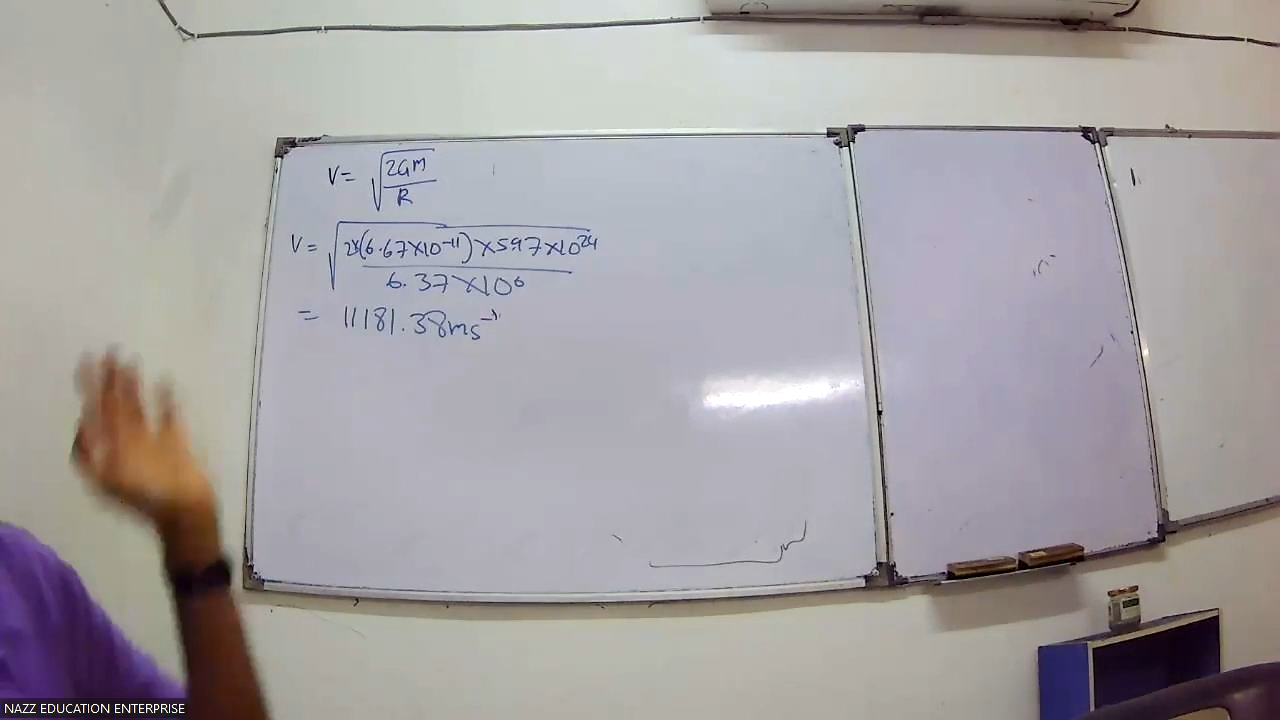 V = √(2GM/R)
V = √(2×(6.67×10⁻¹¹)×5.97×10²⁴/6.37×10⁶)
= 11181.38ms⁻¹
NAZZ EDUCATION ENTERPRISE